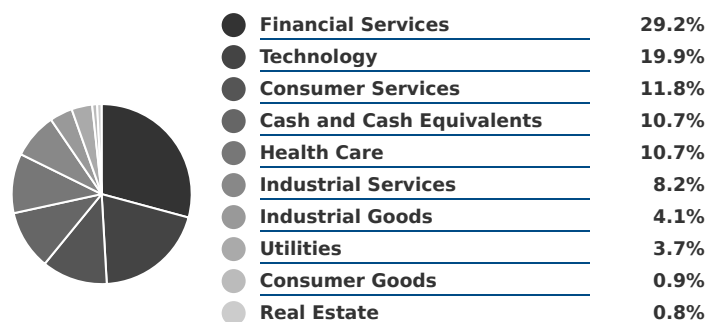 Financial Services 29.2%
Technology 19.9%
Consumer Services 11.8%
Cash and Cash Equivalents 10.7%
Health Care 10.7%
Industrial Services 8.2%
Industrial Goods 4.1%
Utilities 3.7%
Consumer Goods 0.9%
Real Estate 0.8%